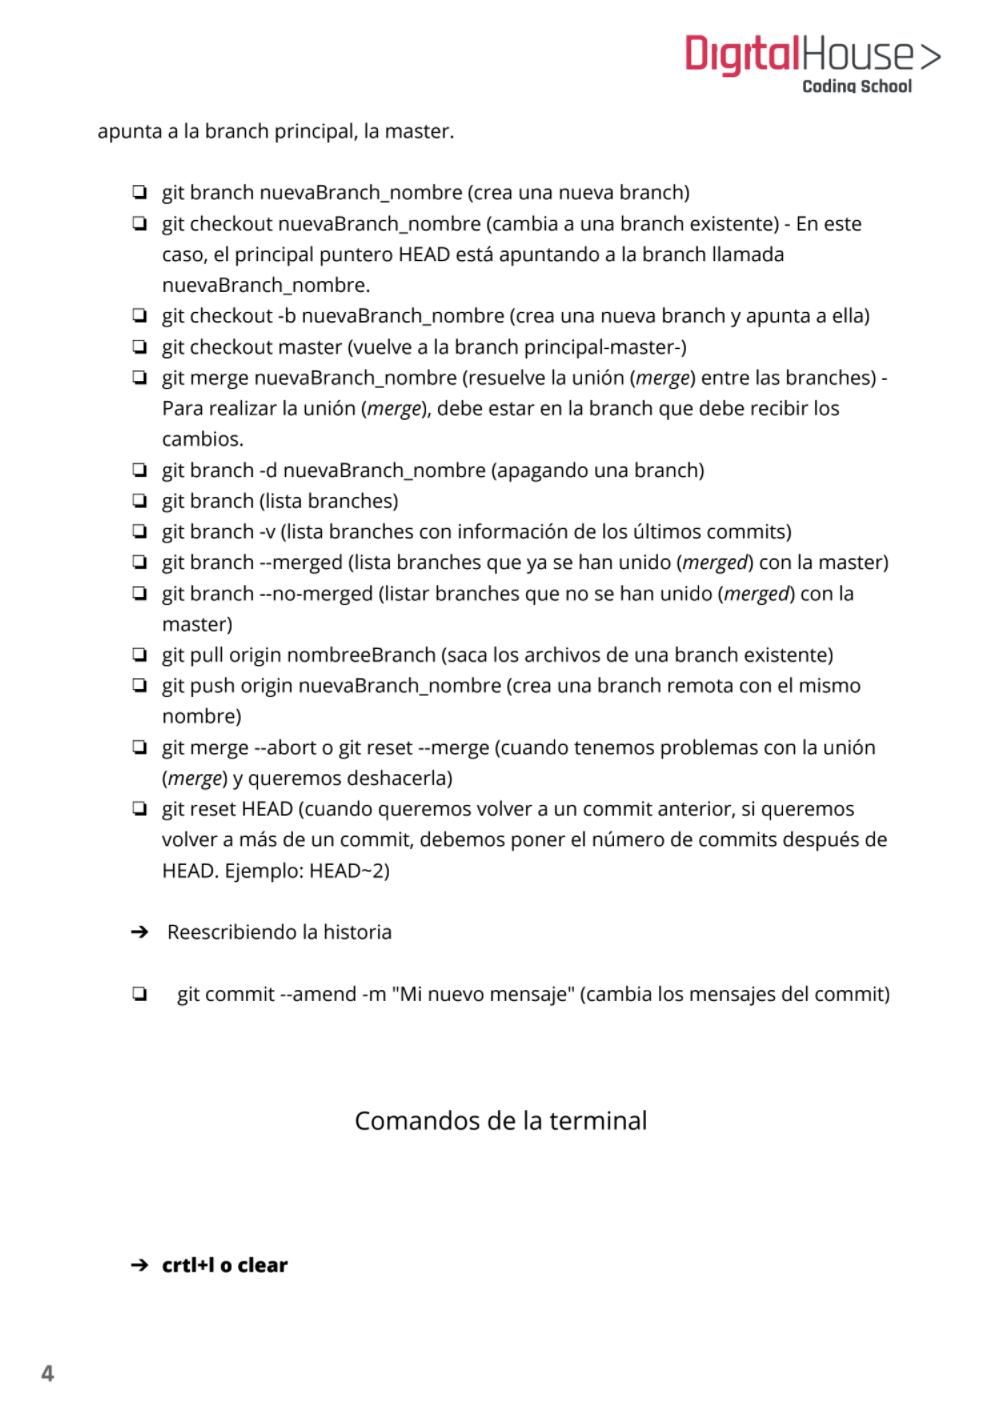 DigitalHouse>
Coding School
apunta a la branch principal, la master.
❏ git branch nuevaBranch_nombre (crea una nueva branch)
❏ git checkout nuevaBranch_nombre (cambia a una branch existente) - En este
caso, el principal puntero HEAD está apuntando a la branch llamada
nuevaBranch_nombre.
❏ git checkout -b nuevaBranch_nombre (crea una nueva branch y apunta a ella)
❏ git checkout master (vuelve a la branch principal-master-)
❏ git merge nuevaBranch_nombre (resuelve la unión (merge) entre las branches) -
Para realizar la unión (merge), debe estar en la branch que debe recibir los
cambios.
❏ git branch -d nuevaBranch_nombre (apagando una branch)
❏ git branch (lista branches)
❏ git branch -v (lista branches con información de los últimos commits)
❏ git branch --merged (lista branches que ya se han unido (merged) con la master)
❏ git branch --no-merged (listar branches que no se han unido (merged) con la
master)
❏ git pull origin nombreeBranch (saca los archivos de una branch existente)
❏ git push origin nuevaBranch_nombre (crea una branch remota con el mismo
nombre)
❏ git merge --abort o git reset --merge (cuando tenemos problemas con la unión
(merge) y queremos deshacerla)
❏ git reset HEAD (cuando queremos volver a un commit anterior, si queremos
volver a más de un commit, debemos poner el número de commits después de
HEAD. Ejemplo: HEAD~2)
➔ Reescribiendo la historia
❏ git commit --amend -m "Mi nuevo mensaje" (cambia los mensajes del commit)
Comandos de la terminal
➔ crtl+l o clear
4